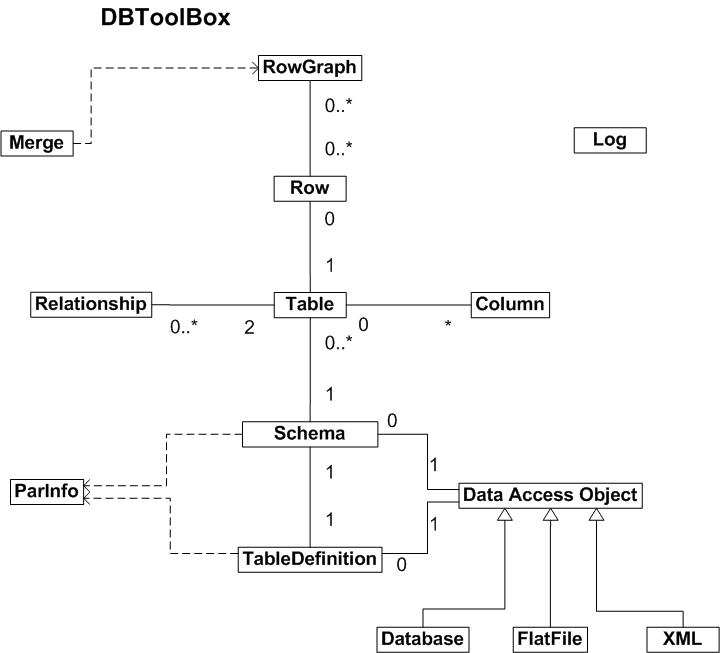 DBToolBox
RowGraph
0..*
Merge
0..*
Log
Row
0
1
Relationship
Table
Column
0..*
2
0
*
0..*
1
Schema
0
1
1
ParInfo
Data Access Object
1
1
TableDefinition
0
Database
FlatFile
XML